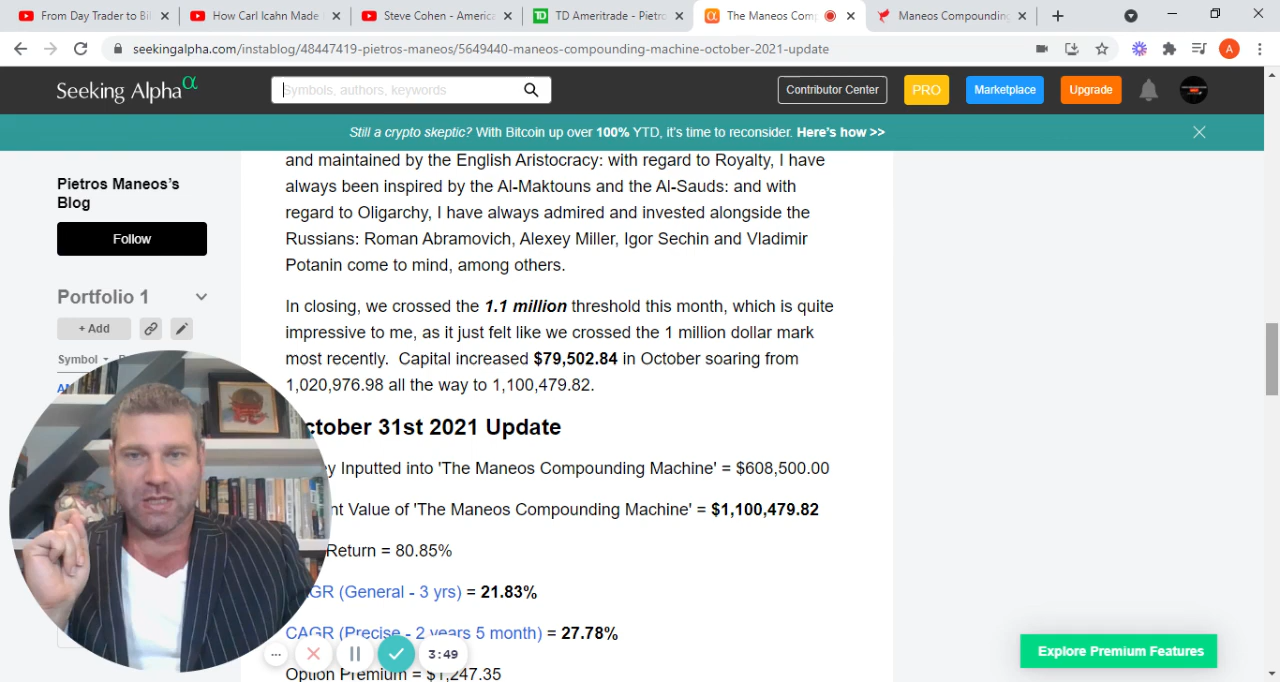 From Day Trader to Bil
How Carl Icahn Made
Steve Cohen - America
TD Ameritrade - Pietro
The Maneos Comp
Maneos Compounding
seekingalpha.com/instablog/48447419-pietros-maneos/5649440-maneos-compounding-machine-october-2021-update
A
Seeking Alpha α
Symbols, authors, keywords
Contributor Center
PRO
Marketplace
Upgrade
Still a crypto skeptic? With Bitcoin up over 100% YTD, it's time to reconsider. Here's how >>
Pietros Maneos's
Blog
Follow
Portfolio 1
+ Add
Symbol
and maintained by the English Aristocracy: with regard to Royalty, I have
always been inspired by the Al-Maktouns and the Al-Sauds: and with
regard to Oligarchy, I have always admired and invested alongside the
Russians: Roman Abramovich, Alexey Miller, Igor Sechin and Vladimir
Potanin come to mind, among others.
In closing, we crossed the 1.1 million threshold this month, which is quite
impressive to me, as it just felt like we crossed the 1 million dollar mark
most recently. Capital increased $79,502.84 in October soaring from
1,020,976.98 all the way to 1,100,479.82.
ctober 31st 2021 Update
y Inputted into 'The Maneos Compounding Machine' = $608,500.00
nt Value of 'The Maneos Compounding Machine' = $1,100,479.82
Return = 80.85%
GR (General - 3 yrs) = 21.83%
CAGR (Precise - 2 years 5 month) = 27.78%
Option Premium = $1,247.35
3:49
Explore Premium Features